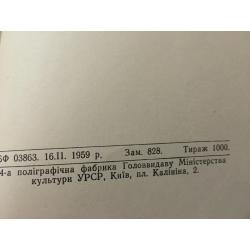 БФ 03863. 16.II. 1959 р. Зам. 828. Тираж 1000.
4-а поліграфічна фабрика Головвидаву Міністерства
культури УРСР, Київ, пл. Калініна, 2.